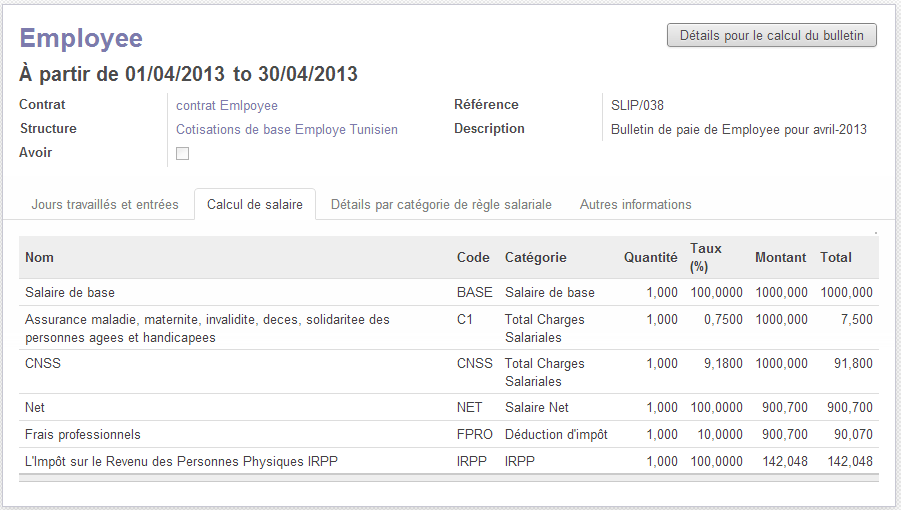 Employee
Détails pour le calcul du bulletin
À partir de 01/04/2013 to 30/04/2013
Contrat contrat Emlpoyee Référence SLIP/038
Structure Cotisations de base Employe Tunisien Description Bulletin de paie de Employee pour avril-2013
Avoir
Jours travaillés et entrées Calcul de salaire Détails par catégorie de règle salariale Autres informations
Nom Code Catégorie Quantité Taux (%) Montant Total
Salaire de base BASE Salaire de base 1,000 100,0000 1000,000 1000,000
Assurance maladie, maternite, invalidite, deces, solidaritee des C1 Total Charges 1,000 0,7500 1000,000 7,500
personnes agees et handicapees Salariales
CNSS CNSS Total Charges 1,000 9,1800 1000,000 91,800
Salariales
Net NET Salaire Net 1,000 100,0000 900,700 900,700
Frais professionnels FPRO Déduction d'impôt 1,000 10,0000 900,700 90,070
L'Impôt sur le Revenu des Personnes Physiques IRPP IRPP IRPP 1,000 100,0000 142,048 142,048